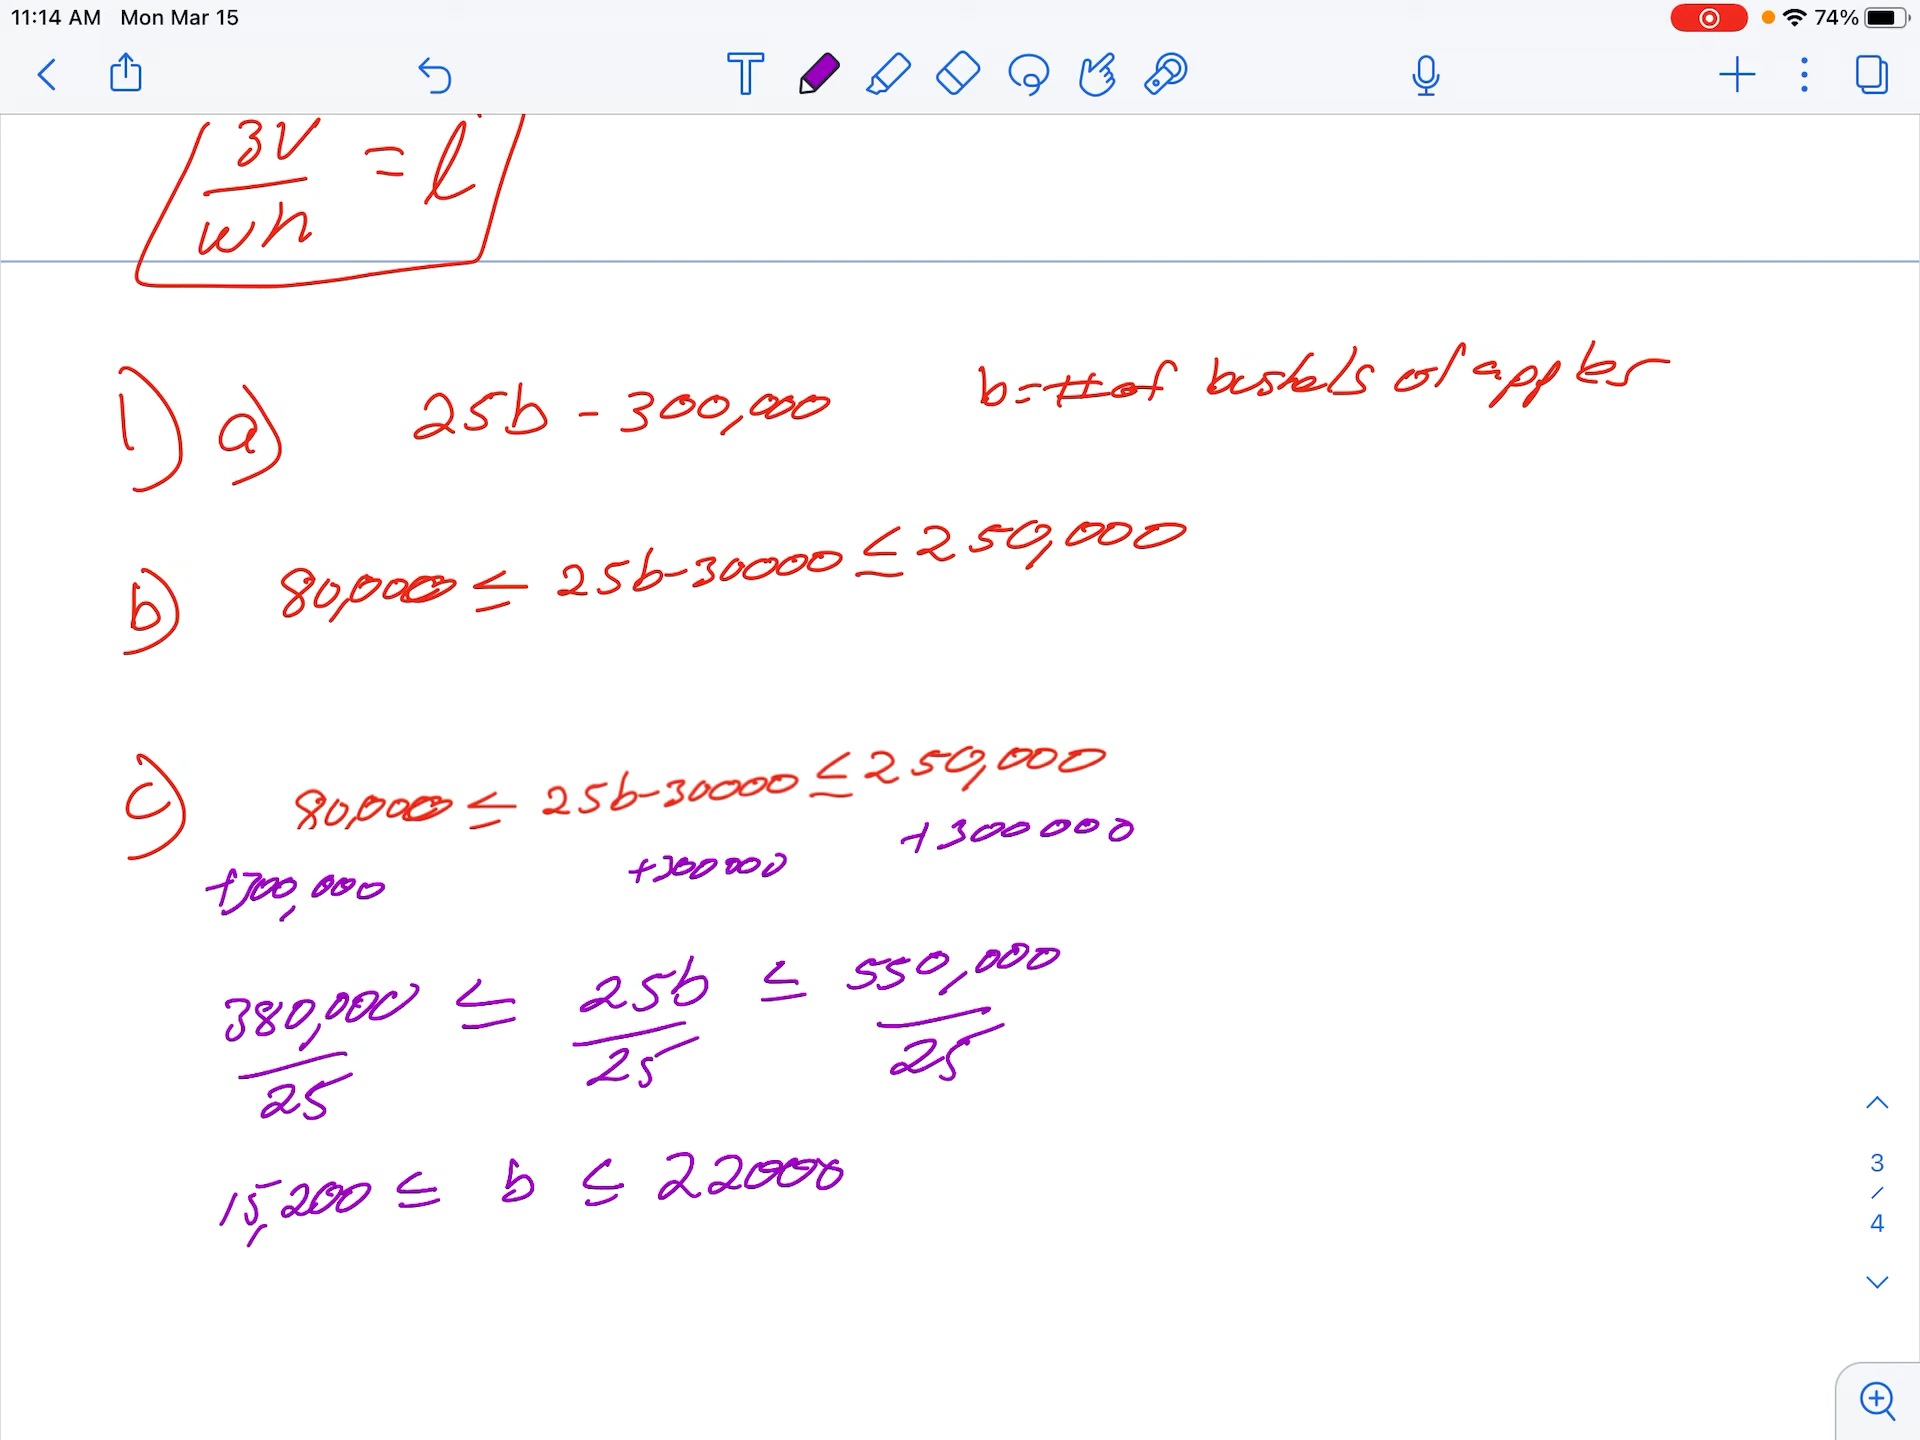 11:14 AM Mon Mar 15 74%
T
3V
wh
= l
1) a) 25b - 300,000 b = # of bushels of apples
b) 80,000 ≤ 25b-30000 ≤ 250,000
c) 80,000 ≤ 25b-30000 ≤ 250,000
+300,000 +300000 +300000
380,000 ≤ 25b ≤ 550,000
25 25 25
15,200 ≤ b ≤ 22000
3
/
4